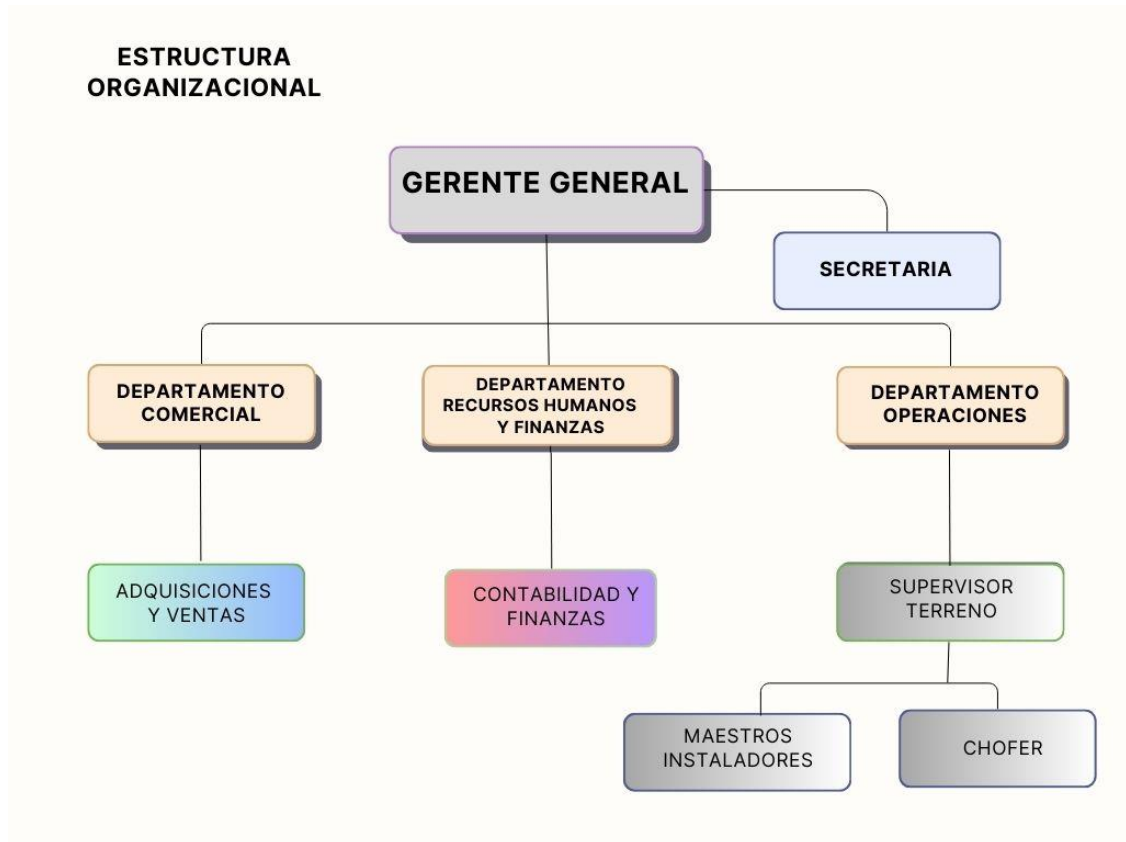 ESTRUCTURA
ORGANIZACIONAL
GERENTE GENERAL
SECRETARIA
DEPARTAMENTO
COMERCIAL
DEPARTAMENTO
RECURSOS HUMANOS
Y FINANZAS
DEPARTAMENTO
OPERACIONES
ADQUISICIONES
Y VENTAS
CONTABILIDAD Y
FINANZAS
SUPERVISOR
TERRENO
MAESTROS
INSTALADORES
CHOFER